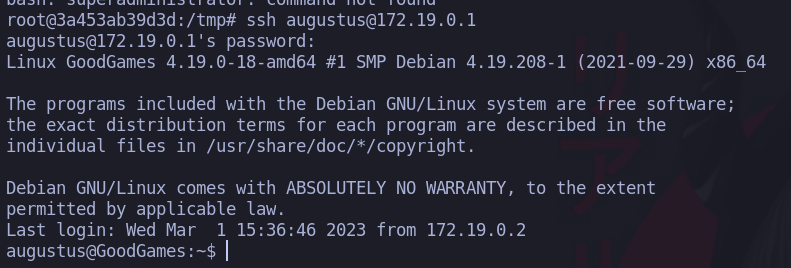 bash: superadministrator: command not found
root@3a453ab39d3d:/tmp# ssh augustus@172.19.0.1
augustus@172.19.0.1's password:
Linux GoodGames 4.19.0-18-amd64 #1 SMP Debian 4.19.208-1 (2021-09-29) x86_64
The programs included with the Debian GNU/Linux system are free software;
the exact distribution terms for each program are described in the
individual files in /usr/share/doc/*/copyright.
Debian GNU/Linux comes with ABSOLUTELY NO WARRANTY, to the extent
permitted by applicable law.
Last login: Wed Mar  1 15:36:46 2023 from 172.19.0.2
augustus@GoodGames:~$